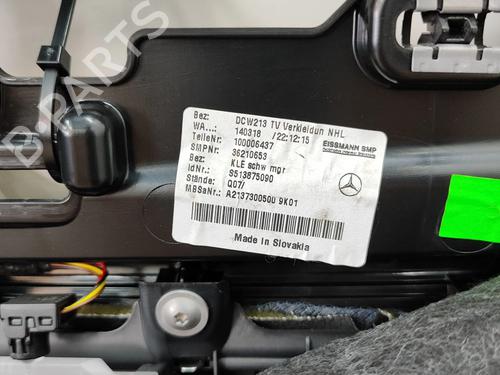 B-PARTS
Bez: DCW213 TV Verkleidun NHL
WA...: 140318 /22:12:15
TeileNr: 100006437
SMPNr: 36210653
Bez: KLE schw mgr
IdNr.: S513875090
Stände: Q07/
MBSaNr.: A2137300500 9K01
EISSMANN SMP
Made in Slovakia